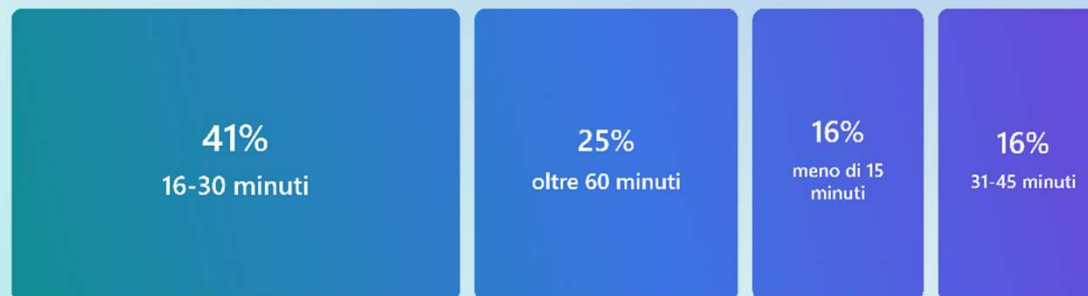 41%
16-30 minuti
25%
oltre 60 minuti
16%
meno di 15
minuti
16%
31-45 minuti